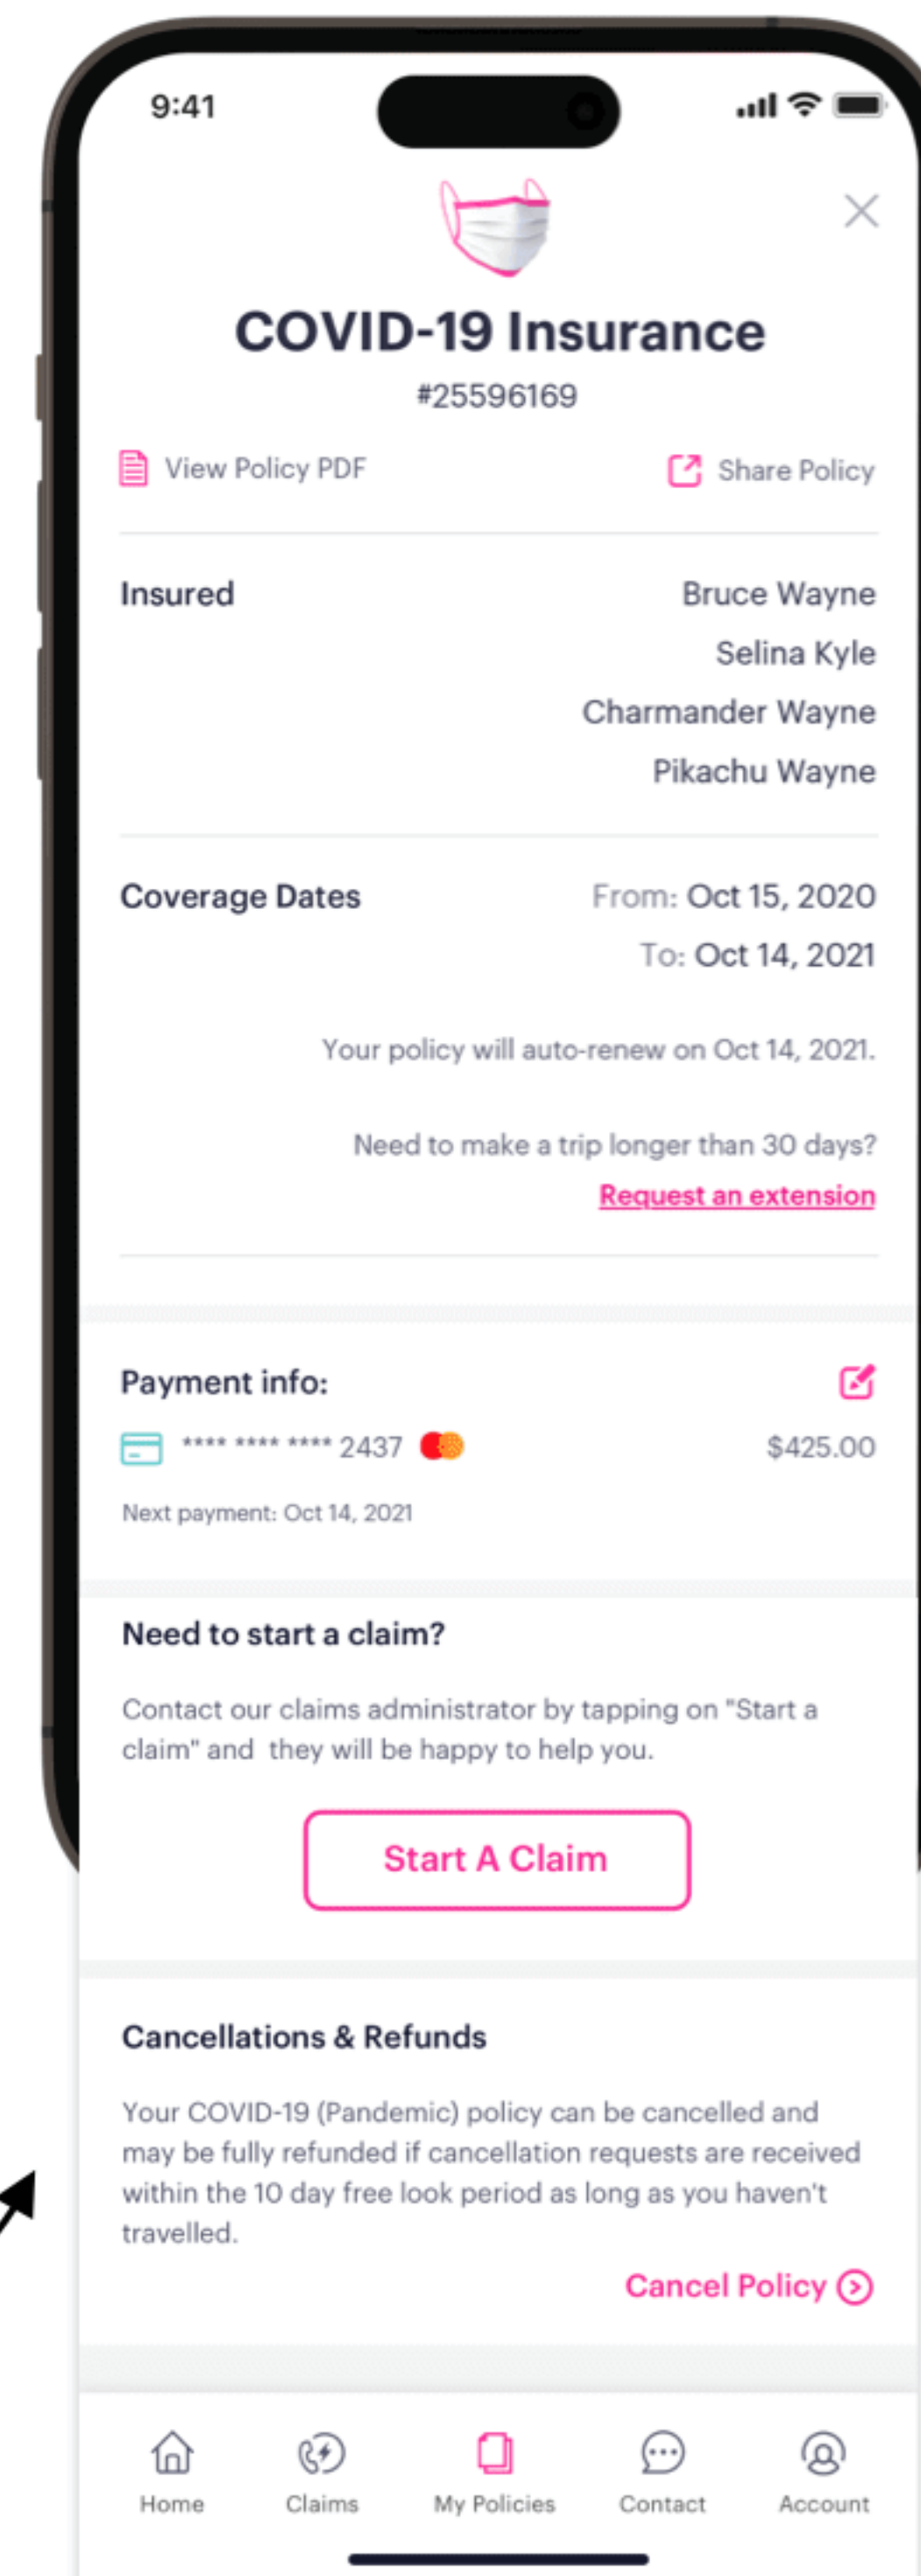 9:41
COVID-19 Insurance
#25596169
View Policy PDF
Share Policy
Insured
Bruce Wayne
Selina Kyle
Charmander Wayne
Pikachu Wayne
Coverage Dates
From: Oct 15, 2020
To: Oct 14, 2021
Your policy will auto-renew on Oct 14, 2021.
Need to make a trip longer than 30 days?
Request an extension
Payment info:
**** **** **** 2437
$425.00
Next payment: Oct 14, 2021
Need to start a claim?
Contact our claims administrator by tapping on "Start a
claim" and  they will be happy to help you.
Start A Claim
Cancellations & Refunds
Your COVID-19 (Pandemic) policy can be cancelled and
may be fully refunded if cancellation requests are received
within the 10 day free look period as long as you haven't
travelled.
Cancel Policy
Home
Claims
My Policies
Contact
Account